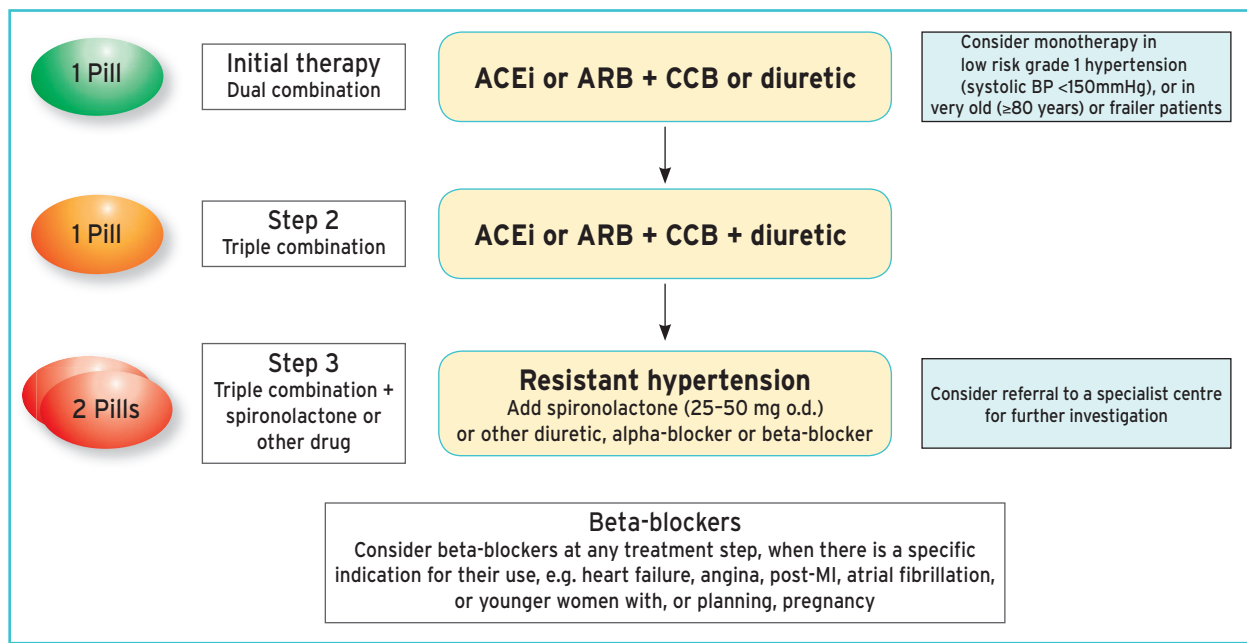 1 Pill
Initial therapy
Dual combination
ACEi or ARB + CCB or diuretic
Consider monotherapy in
low risk grade 1 hypertension
(systolic BP <150mmHg), or in
very old (≥80 years) or frailer patients
1 Pill
Step 2
Triple combination
ACEi or ARB + CCB + diuretic
2 Pills
Step 3
Triple combination +
spironolactone or
other drug
Resistant hypertension
Add spironolactone (25–50 mg o.d.)
or other diuretic, alpha-blocker or beta-blocker
Consider referral to a specialist centre
for further investigation
Beta-blockers
Consider beta-blockers at any treatment step, when there is a specific
indication for their use, e.g. heart failure, angina, post-MI, atrial fibrillation,
or younger women with, or planning, pregnancy